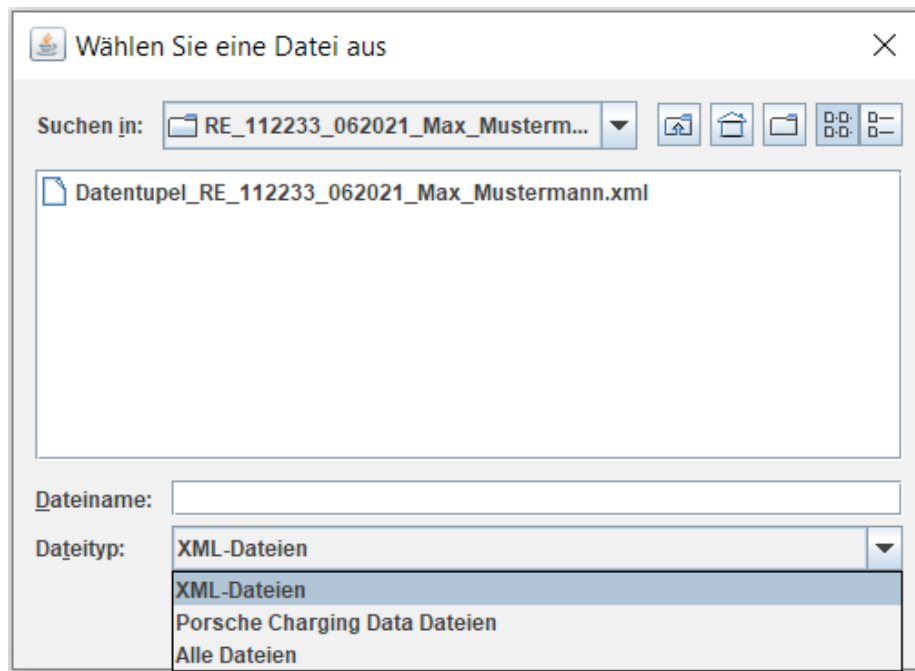 Wählen Sie eine Datei aus
Suchen in: RE_112233_062021_Max_Musterm...
Datentupel_RE_112233_062021_Max_Mustermann.xml
Dateiname:
Dateityp: XML-Dateien
XML-Dateien
Porsche Charging Data Dateien
Alle Dateien